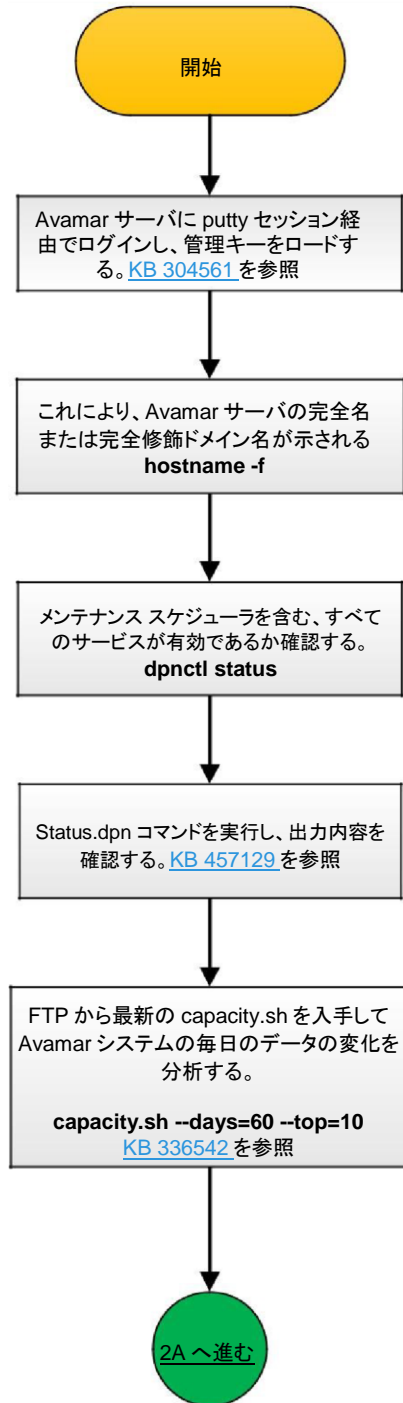 開始
Avamar サーバに putty セッション経
由でログインし、管理キーをロードす
る。KB 304561 を参照
これにより、Avamar サーバの完全名
または完全修飾ドメイン名が示される
hostname -f
メンテナンス スケジューラを含む、すべて
のサービスが有効であるか確認する。
dpnctl status
Status.dpn コマンドを実行し、出力内容を
確認する。KB 457129 を参照
FTP から最新の capacity.sh を入手して
Avamar システムの毎日のデータの変化を
分析する。
capacity.sh --days=60 --top=10
KB 336542 を参照
2A へ進む